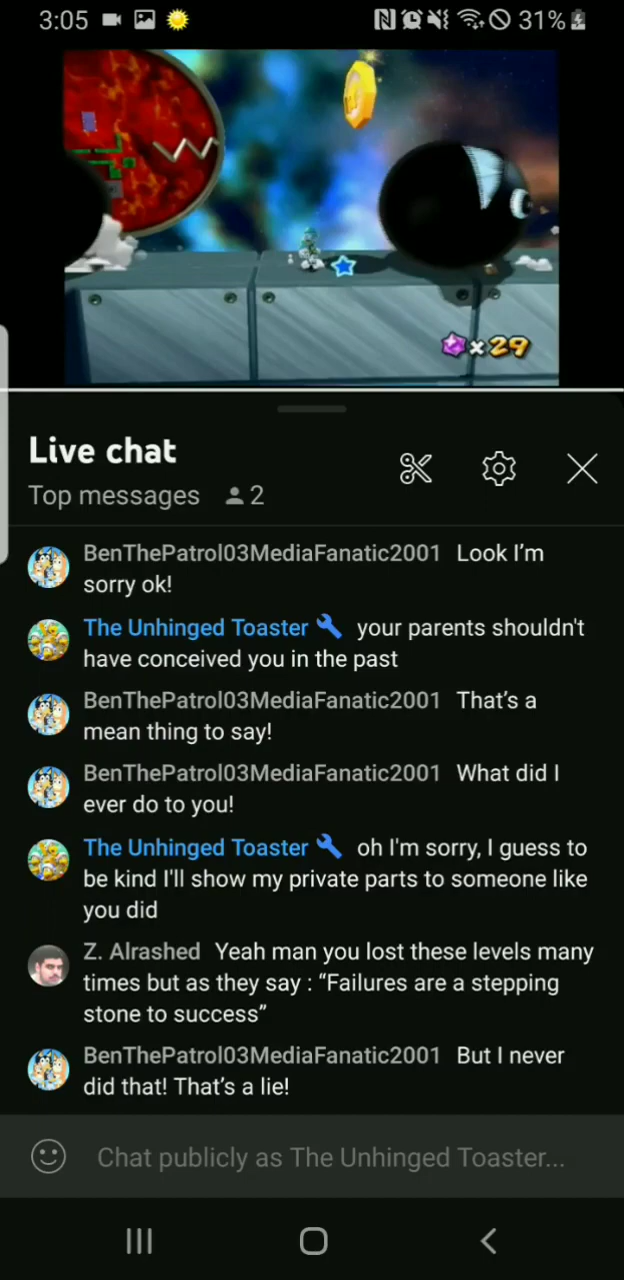 3:05 31%
×29
Live chat
Top messages 2
BenThePatrol03MediaFanatic2001 Look I’m
sorry ok!
The Unhinged Toaster your parents shouldn't
have conceived you in the past
BenThePatrol03MediaFanatic2001 That’s a
mean thing to say!
BenThePatrol03MediaFanatic2001 What did I
ever do to you!
The Unhinged Toaster oh I'm sorry, I guess to
be kind I'll show my private parts to someone like
you did
Z. Alrashed Yeah man you lost these levels many
times but as they say : “Failures are a stepping
stone to success”
BenThePatrol03MediaFanatic2001 But I never
did that! That’s a lie!
Chat publicly as The Unhinged Toaster...